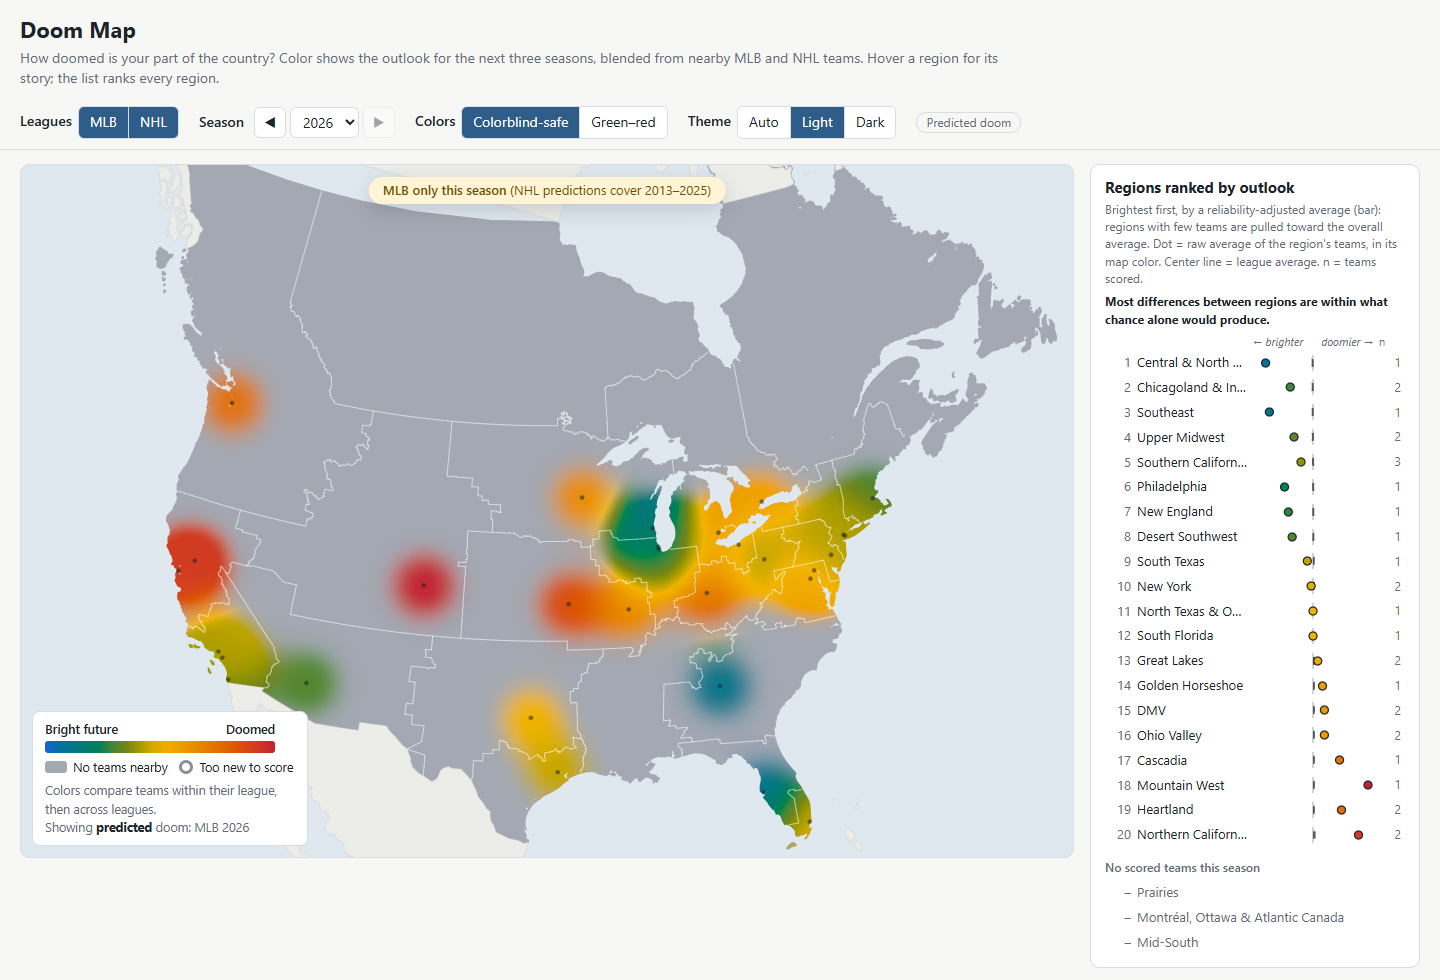 Doom Map
How doomed is your part of the country? Color shows the outlook for the next three seasons, blended from nearby MLB and NHL teams. Hover a region for its
story; the list ranks every region.
Leagues MLB NHL Season ◀ 2026 ▶ Colors Colorblind-safe Green–red Theme Auto Light Dark Predicted doom
MLB only this season (NHL predictions cover 2013–2025)
Bright future Doomed
No teams nearby Too new to score
Colors compare teams within their league,
then across leagues.
Showing predicted doom: MLB 2026
Regions ranked by outlook
Brightest first, by a reliability-adjusted average (bar):
regions with few teams are pulled toward the overall
average. Dot = raw average of the region's teams, in its
map color. Center line = league average. n = teams
scored.
Most differences between regions are within what
chance alone would produce.
← brighter doomier → n
1 Central & North ... 1
2 Chicagoland & In... 2
3 Southeast 1
4 Upper Midwest 2
5 Southern Californ... 3
6 Philadelphia 1
7 New England 1
8 Desert Southwest 1
9 South Texas 1
10 New York 2
11 North Texas & O... 1
12 South Florida 1
13 Great Lakes 2
14 Golden Horseshoe 1
15 DMV 2
16 Ohio Valley 2
17 Cascadia 1
18 Mountain West 1
19 Heartland 2
20 Northern Californ... 2
No scored teams this season
– Prairies
– Montréal, Ottawa & Atlantic Canada
– Mid-South